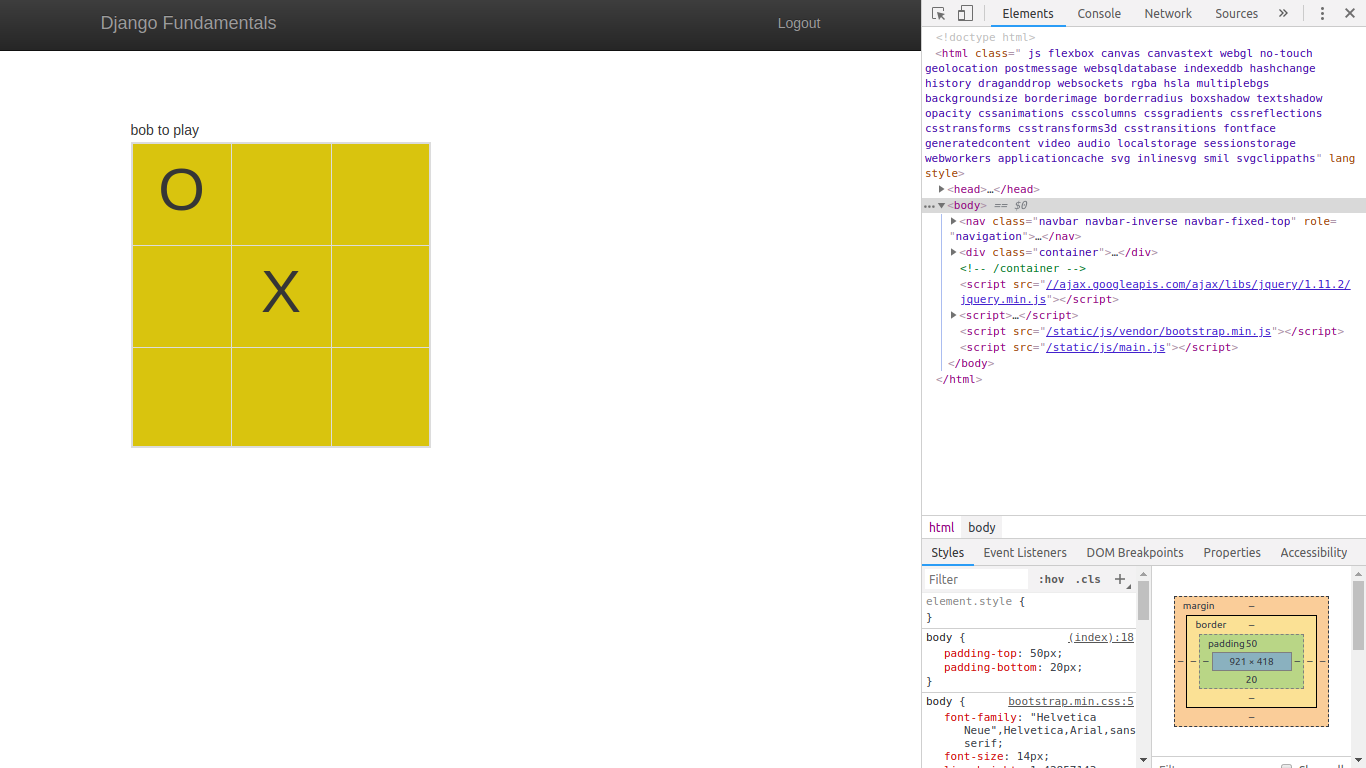 Django Fundamentals
Logout
bob to play
O
X
Elements Console Network Sources »
<!doctype html>
<html class=" js flexbox canvas canvastext webgl no-touch
geolocation postmessage websqldatabase indexeddb hashchange
history draganddrop websockets rgba hsla multiplebgs
backgroundsize borderimage borderradius boxshadow textshadow
opacity cssanimations csscolumns cssgradients cssreflections
csstransforms csstransforms3d csstransitions fontface
generatedcontent video audio localstorage sessionstorage
webworkers applicationcache svg inlinesvg smil svgclippaths" lang
style>
<head>…</head>
<body> == $0
<nav class="navbar navbar-inverse navbar-fixed-top" role=
"navigation">…</nav>
<div class="container">…</div>
<!-- /container -->
<script src="//ajax.googleapis.com/ajax/libs/jquery/1.11.2/
jquery.min.js"></script>
<script>…</script>
<script src="/static/js/vendor/bootstrap.min.js"></script>
<script src="/static/js/main.js"></script>
</body>
</html>
html body
Styles Event Listeners DOM Breakpoints Properties Accessibility
Filter :hov .cls +
element.style {
}
body { (index):18
padding-top: 50px;
padding-bottom: 20px;
}
body { bootstrap.min.css:5
font-family: "Helvetica
Neue",Helvetica,Arial,sans
serif;
font-size: 14px;
margin –
border –
padding 50
– – – 921 × 418 – – –
20
–
–